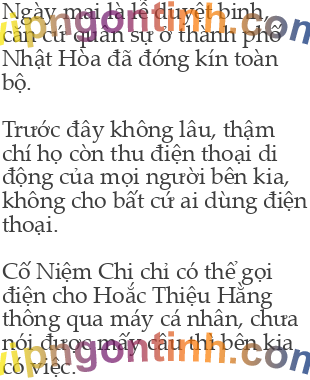 Ngày mai là lễ duyệt binh,
căn cứ quân sự ở thành phố
Nhật Hòa đã đóng kín toàn
bộ.
Trước đây không lâu, thậm
chí họ còn thu điện thoại di
động của mọi người bên kia,
không cho bất cứ ai dùng điện
thoại.
Cố Niệm Chi chỉ có thể gọi
điện cho Hoắc Thiệu Hằng
thông qua máy cá nhân, chưa
nói được mấy câu thì bên kia
có việc.
vipngontinh.com
vipngontinh.com